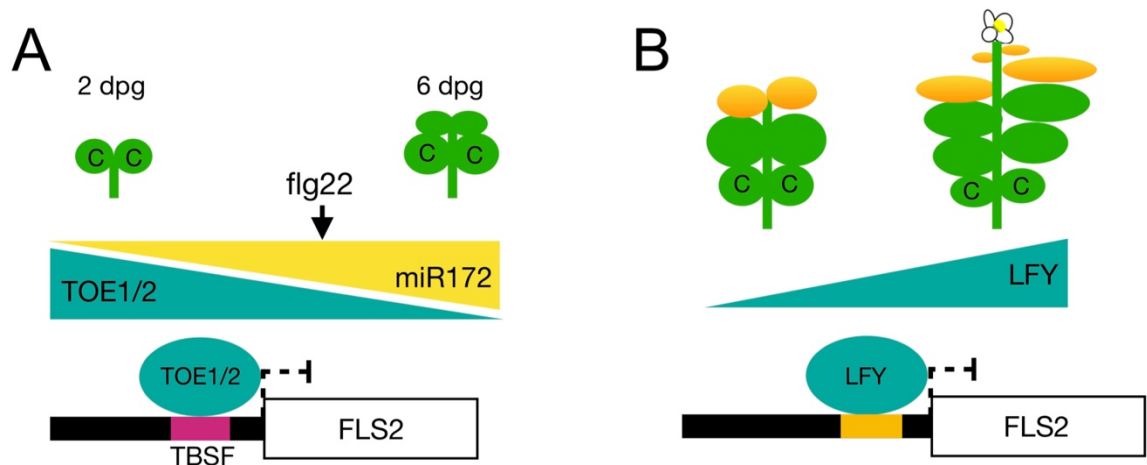 A
2 dpg
6 dpg
C C
C C
flg22
miR172
TOE1/2
TOE1/2
FLS2
TBSF
B
C C
C C
LFY
LFY
FLS2